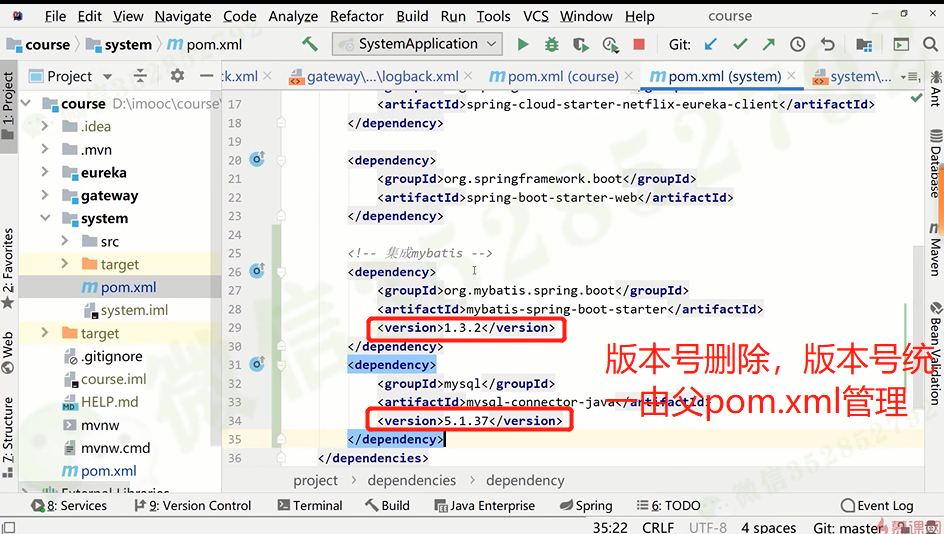 File Edit View Navigate Code Analyze Refactor Build Run Tools VCS Window Help course
course system pom.xml SystemApplication Git:
Project ck.xml gateway\...\logback.xml pom.xml (course) pom.xml (system) system\...
1: Project
2: Favorites
Web
7: Structure
course D:\imooc\course
.idea
.mvn
eureka
gateway
system
src
target
pom.xml
system.iml
target
.gitignore
course.iml
HELP.md
mvnw
mvnw.cmd
pom.xml
External Libraries
17 <artifactId>spring-cloud-starter-netflix-eureka-client</artifactId>
18 </dependency>
19
20 <dependency>
21 <groupId>org.springframework.boot</groupId>
22 <artifactId>spring-boot-starter-web</artifactId>
23 </dependency>
24
25 <!-- 集成mybatis -->
26 <dependency>
27 <groupId>org.mybatis.spring.boot</groupId>
28 <artifactId>mybatis-spring-boot-starter</artifactId>
29 <version>1.3.2</version>
30 </dependency>
31 <dependency>
32 <groupId>mysql</groupId>
33 <artifactId>mysql-connector-java</artifactId>
34 <version>5.1.37</version>
35 </dependency>
36 </dependencies>
版本号删除，版本号统
一由父pom.xml管理
Ant
Database
Maven
Bean Validation
project dependencies dependency
8: Services 9: Version Control Terminal Build Java Enterprise Spring 6: TODO Event Log
35:22 CRLF UTF-8 4 spaces Git: master
慕课网